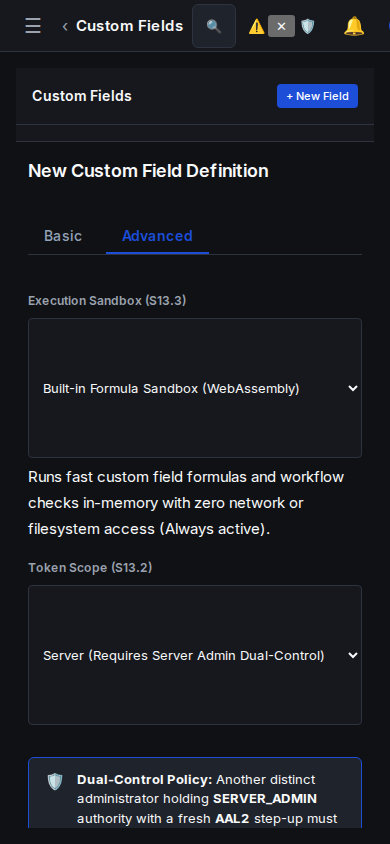 Custom Fields
Custom Fields
+ New Field
New Custom Field Definition
Basic
Advanced
Execution Sandbox (S13.3)
Built-in Formula Sandbox (WebAssembly)
Runs fast custom field formulas and workflow
checks in-memory with zero network or
filesystem access (Always active).
Token Scope (S13.2)
Server (Requires Server Admin Dual-Control)
Dual-Control Policy: Another distinct
administrator holding SERVER_ADMIN
authority with a fresh AAL2 step-up must